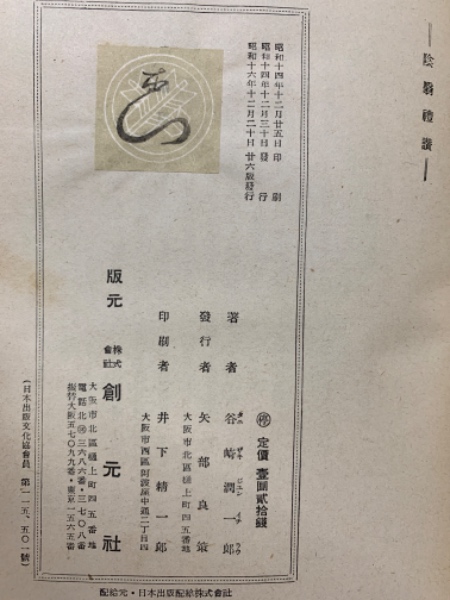 陰翳禮讚
昭和十四年十二月廿五日印刷
昭和十四年十二月三十日發行
昭和十六年十二月二十日廿六版發行
停 定價 壹圓貳拾錢
著者 谷崎潤一郎
發行者 矢部良策
大阪市北區樋上町四五番地
印刷者 井下精一郎
大阪市西區阿波座中通二丁目四
版元 株式會社 創元社
大阪市北區樋上町四五番地
電話北㊳三六八六番・三七〇八番
振替大阪五七〇九九番・東京一五六五番
(日本出版文化協會員 第一一五、五〇一號)
配給元・日本出版配給株式會社